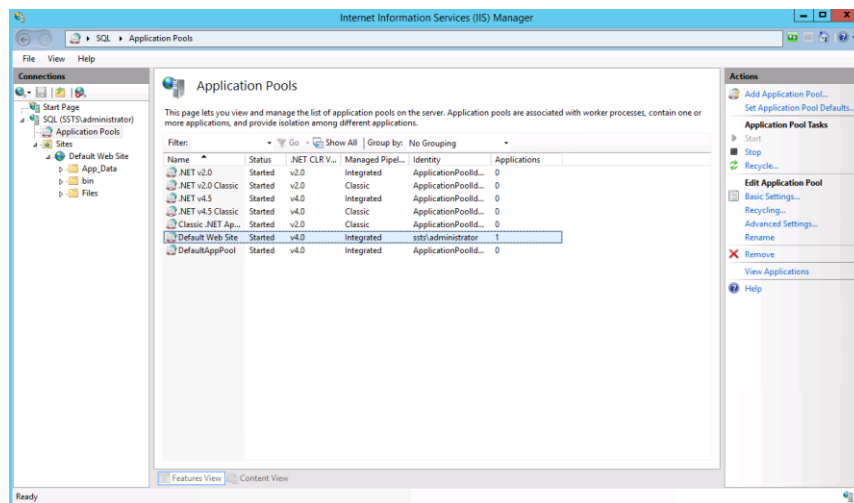 Internet Information Services (IIS) Manager
SQL Application Pools
File View Help
Connections
Start Page
SQL (SSTS\administrator)
Application Pools
Sites
Default Web Site
App_Data
bin
Files
Application Pools
This page lets you view and manage the list of application pools on the server. Application pools are associated with worker processes, contain one or
more applications, and provide isolation among different applications.
Filter: Go Show All Group by: No Grouping
Name Status .NET CLR V... Managed Pipel... Identity Applications
.NET v2.0 Started v2.0 Integrated ApplicationPoolId... 0
.NET v2.0 Classic Started v2.0 Classic ApplicationPoolId... 0
.NET v4.5 Started v4.0 Integrated ApplicationPoolId... 0
.NET v4.5 Classic Started v4.0 Classic ApplicationPoolId... 0
Classic .NET Ap... Started v2.0 Classic ApplicationPoolId... 0
Default Web Site Started v4.0 Integrated ssts\administrator 1
DefaultAppPool Started v4.0 Integrated ApplicationPoolId... 0
Features View Content View
Actions
Add Application Pool...
Set Application Pool Defaults...
Application Pool Tasks
Start
Stop
Recycle...
Edit Application Pool
Basic Settings...
Recycling...
Advanced Settings...
Rename
Remove
View Applications
Help
Ready